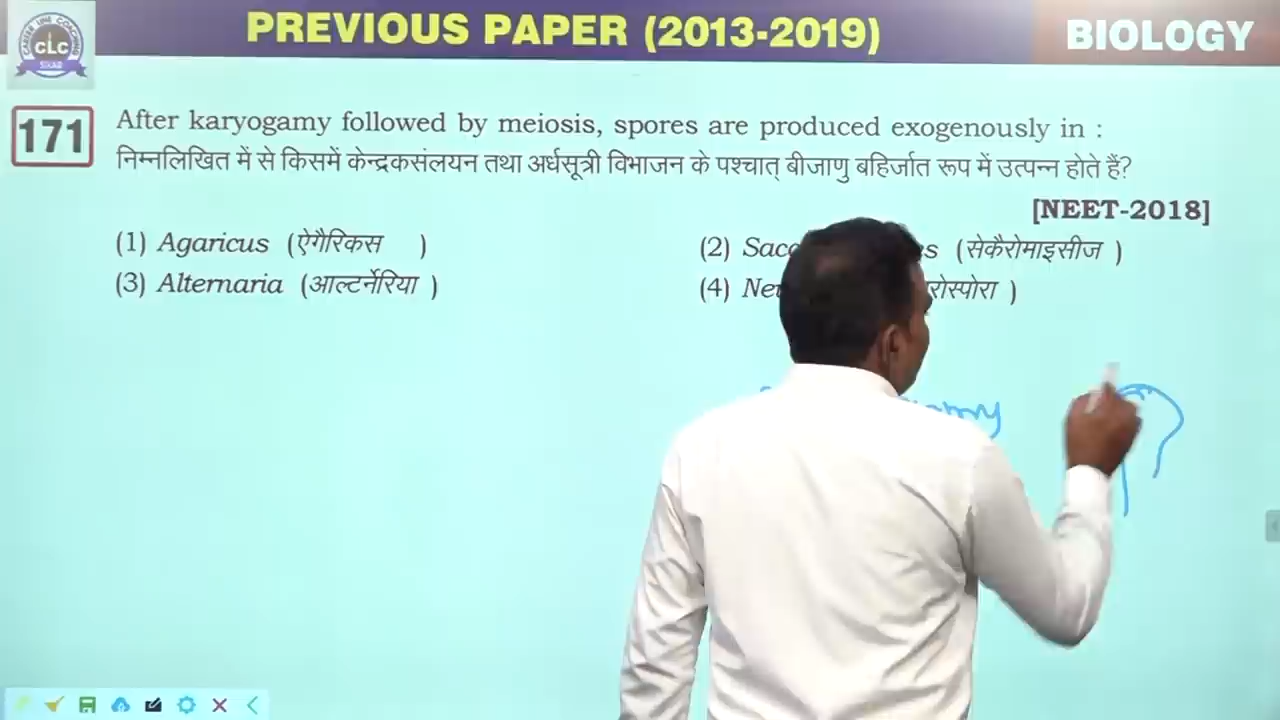 CLC
SIKAR
PREVIOUS PAPER (2013-2019)
BIOLOGY
171
After karyogamy followed by meiosis, spores are produced exogenously in :
निम्नलिखित में से किसमें केन्द्रकसंलयन तथा अर्धसूत्री विभाजन के पश्चात् बीजाणु बहिर्जात रूप में उत्पन्न होते हैं?
[NEET-2018]
(1) Agaricus (ऐगैरिकस )
(2) (सेकैरोमाइसीज )
(3) Alternaria (आल्टर्नेरिया )
(4)